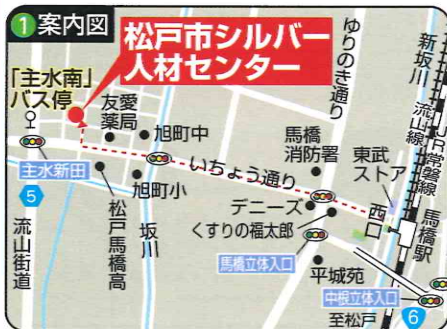 1 案内図
松戸市シルバー
人材センター
「主水南」
バス停
友愛
薬局
旭町中
ゆりのき通り
新坂川
流山線
JR常磐線
馬橋
消防署
東武
ストア
主水新田
いちょう通り
5
旭町小
デニーズ
西口
馬橋駅
くすりの福太郎
流山街道
松戸馬橋高
坂川
馬橋立体入口
平城苑
中根立体入口
至松戸
6